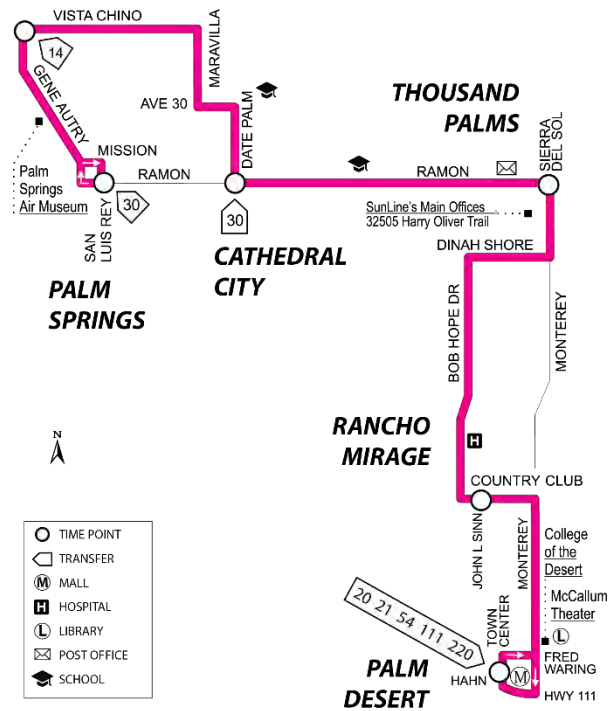 VISTA CHINO
14
MARAVILLA
GENE AUTRY
AVE 30
DATE PALM
THOUSAND
PALMS
MISSION
RAMON
RAMON
SIERRA
DEL SOL
Palm
Springs
Air Museum
30
30
SAN
LUIS REY
SunLine's Main Offices
32505 Harry Oliver Trail
DINAH SHORE
CATHEDRAL
CITY
PALM
SPRINGS
BOB HOPE DR
MONTEREY
RANCHO
MIRAGE
N
H
COUNTRY CLUB
JOHN L SINN
MONTEREY
College
of the
Desert
McCallum
Theater
L
TOWN
CENTER
20 21 54 111 220
FRED
WARING
HAHN
M
HWY 111
PALM
DESERT
TIME POINT
TRANSFER
M MALL
H HOSPITAL
L LIBRARY
POST OFFICE
SCHOOL